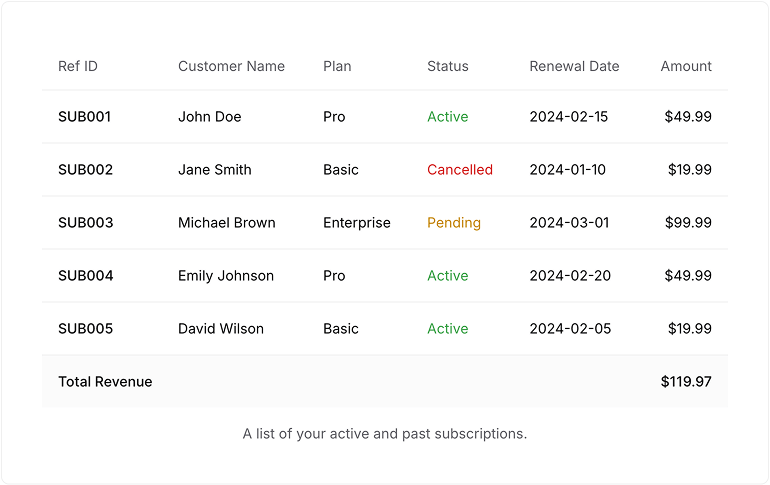 Ref ID Customer Name Plan Status Renewal Date Amount
SUB001 John Doe Pro Active 2024-02-15 $49.99
SUB002 Jane Smith Basic Cancelled 2024-01-10 $19.99
SUB003 Michael Brown Enterprise Pending 2024-03-01 $99.99
SUB004 Emily Johnson Pro Active 2024-02-20 $49.99
SUB005 David Wilson Basic Active 2024-02-05 $19.99
Total Revenue $119.97
A list of your active and past subscriptions.